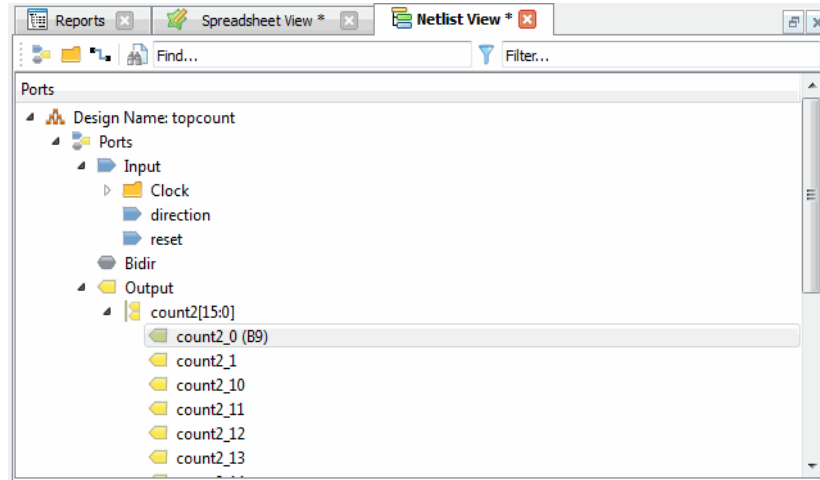 Reports Spreadsheet View * Netlist View *
Find... Filter...
Ports
Design Name: topcount
Ports
Input
Clock
direction
reset
Bidir
Output
count2[15:0]
count2_0 (B9)
count2_1
count2_10
count2_11
count2_12
count2_13